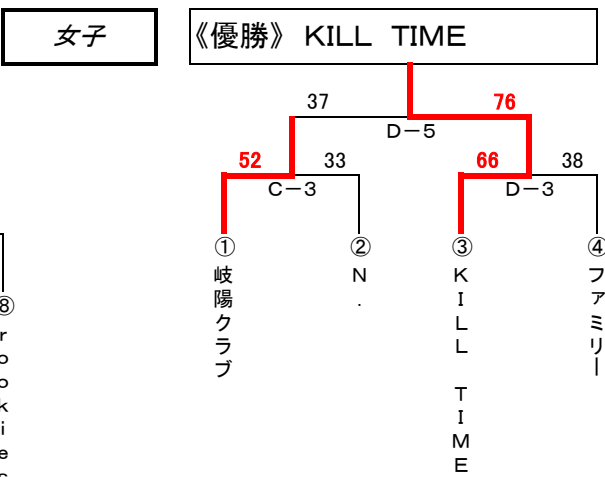 女子
《優勝》 KILL TIME
37
76
D-5
52
33
66
38
C-3
D-3
①
②
③
④
岐陽クラブ
N.
KILL TIME
ファミリー
⑧
rookies